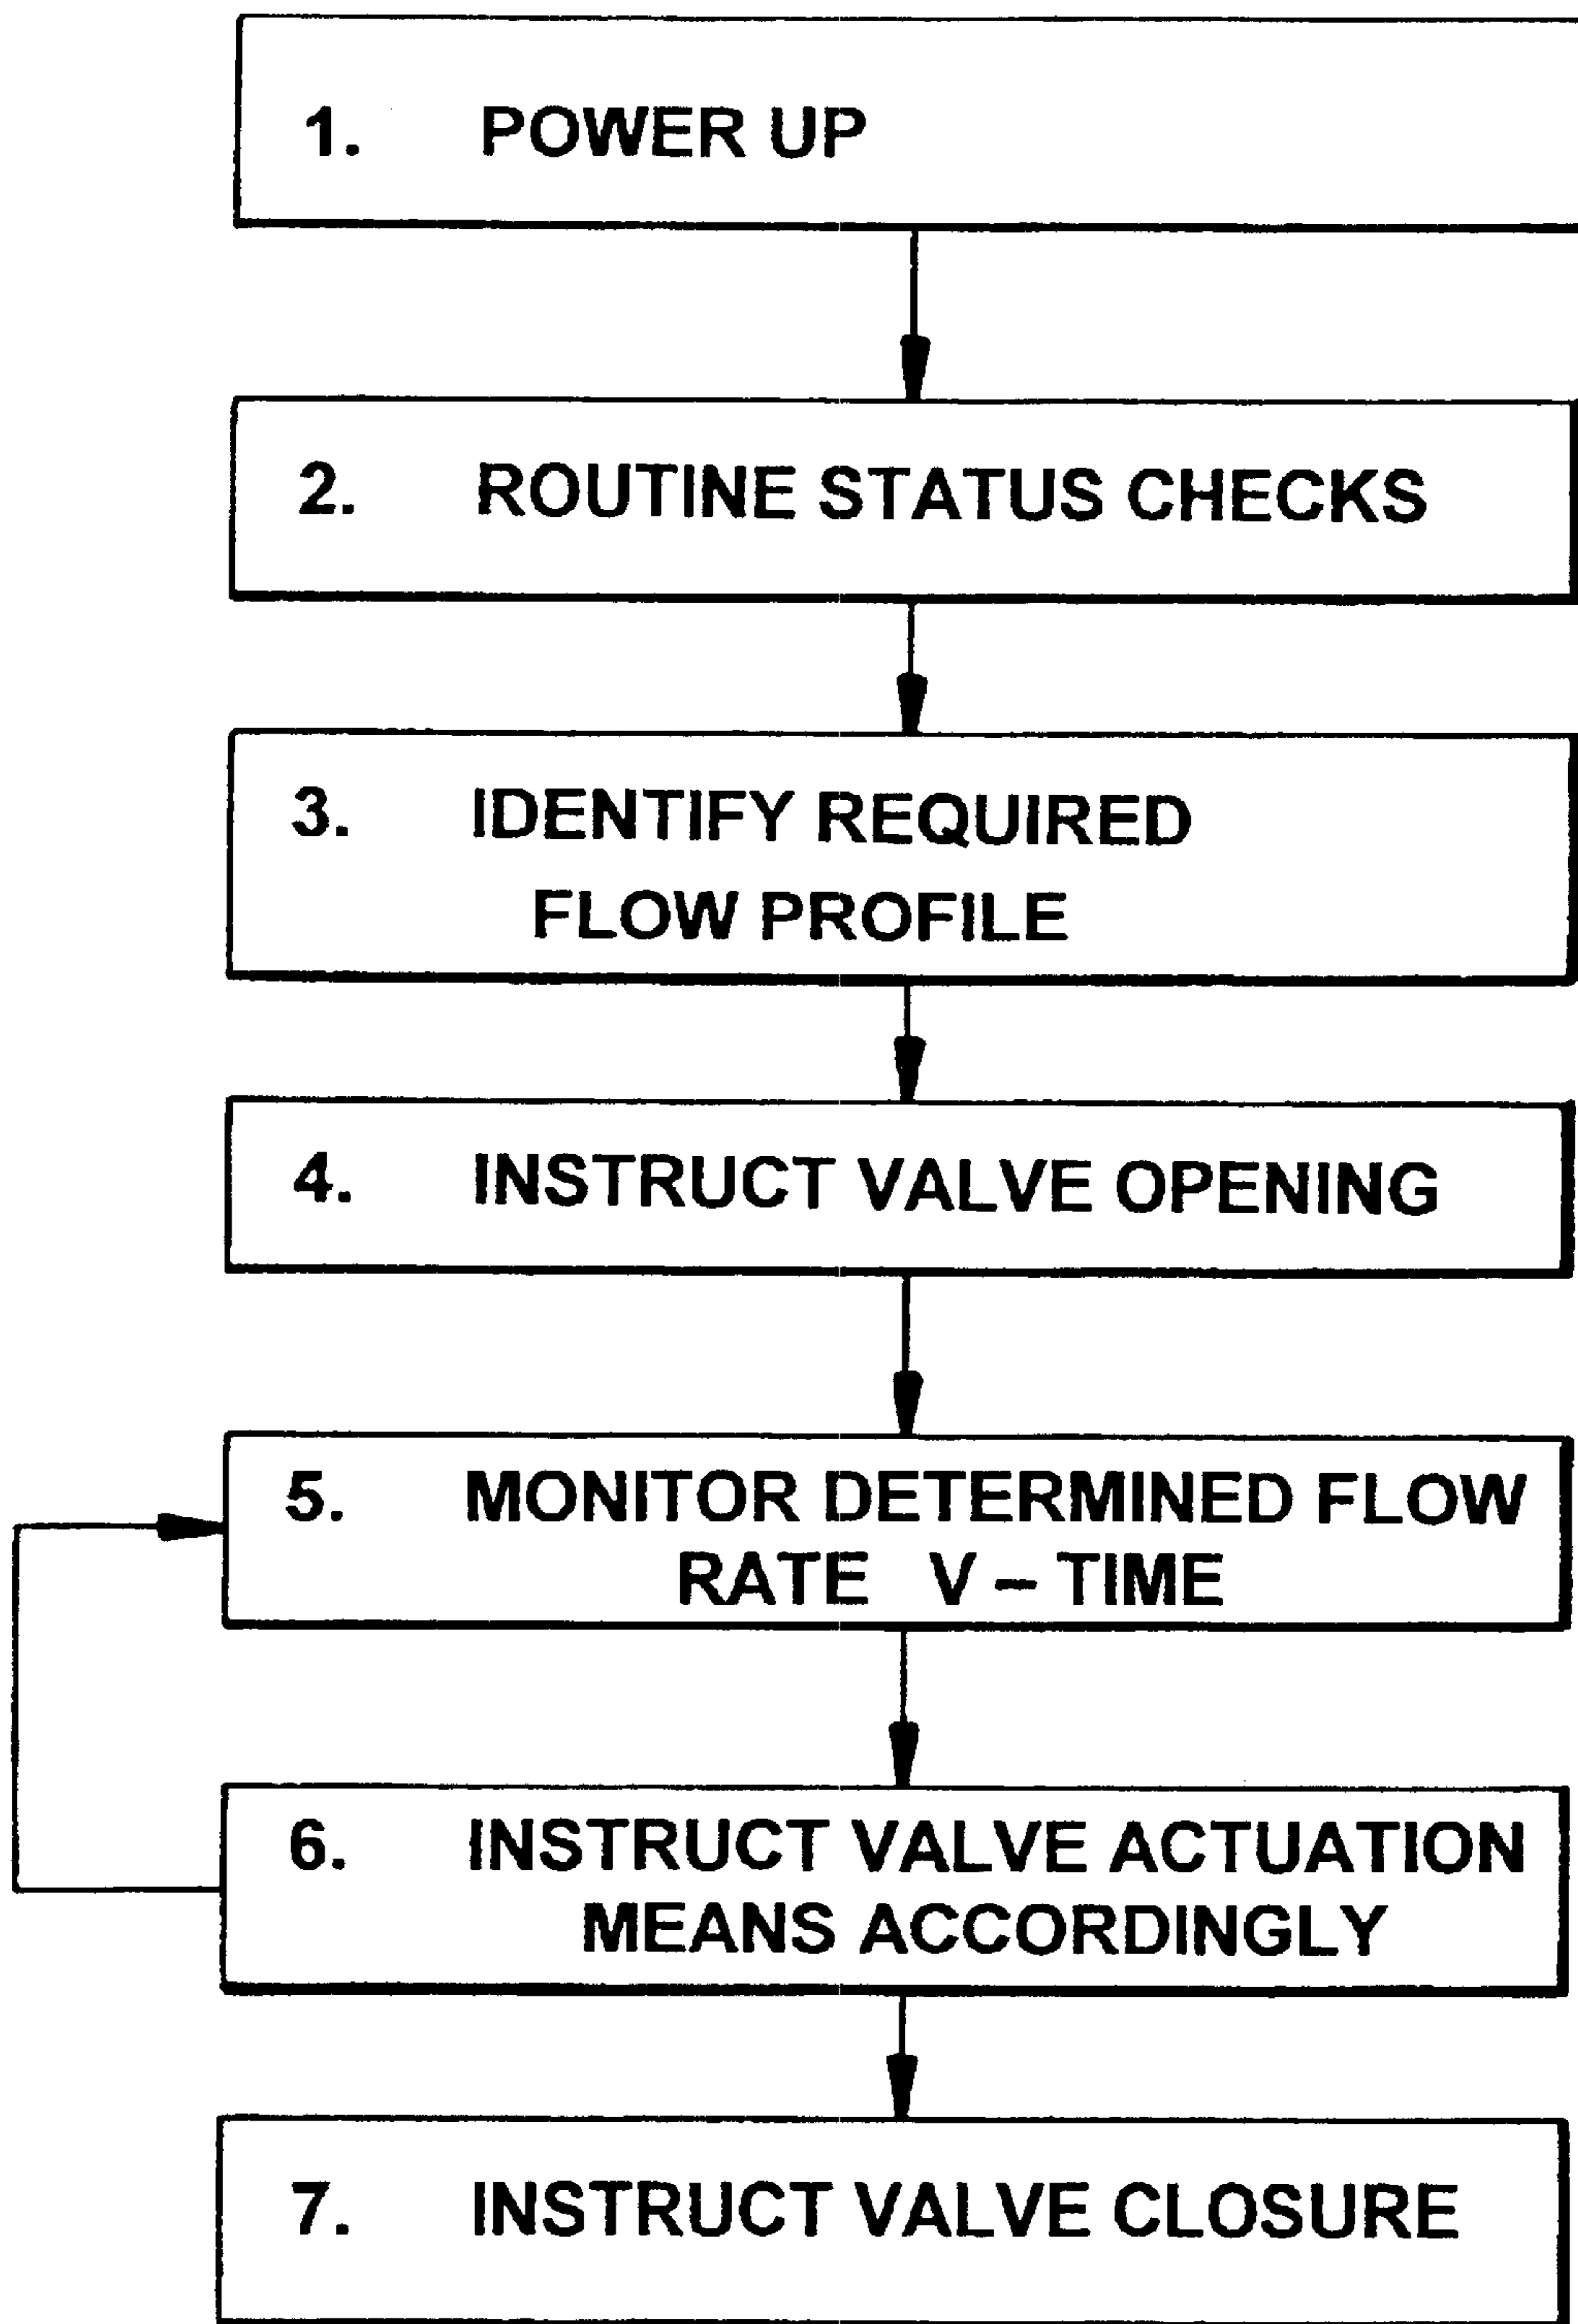 1. POWER UP
2. ROUTINE STATUS CHECKS
3. IDENTIFY REQUIRED
FLOW PROFILE
4. INSTRUCT VALVE OPENING
5. MONITOR DETERMINED FLOW
RATE V – TIME
6. INSTRUCT VALVE ACTUATION
MEANS ACCORDINGLY
7. INSTRUCT VALVE CLOSURE